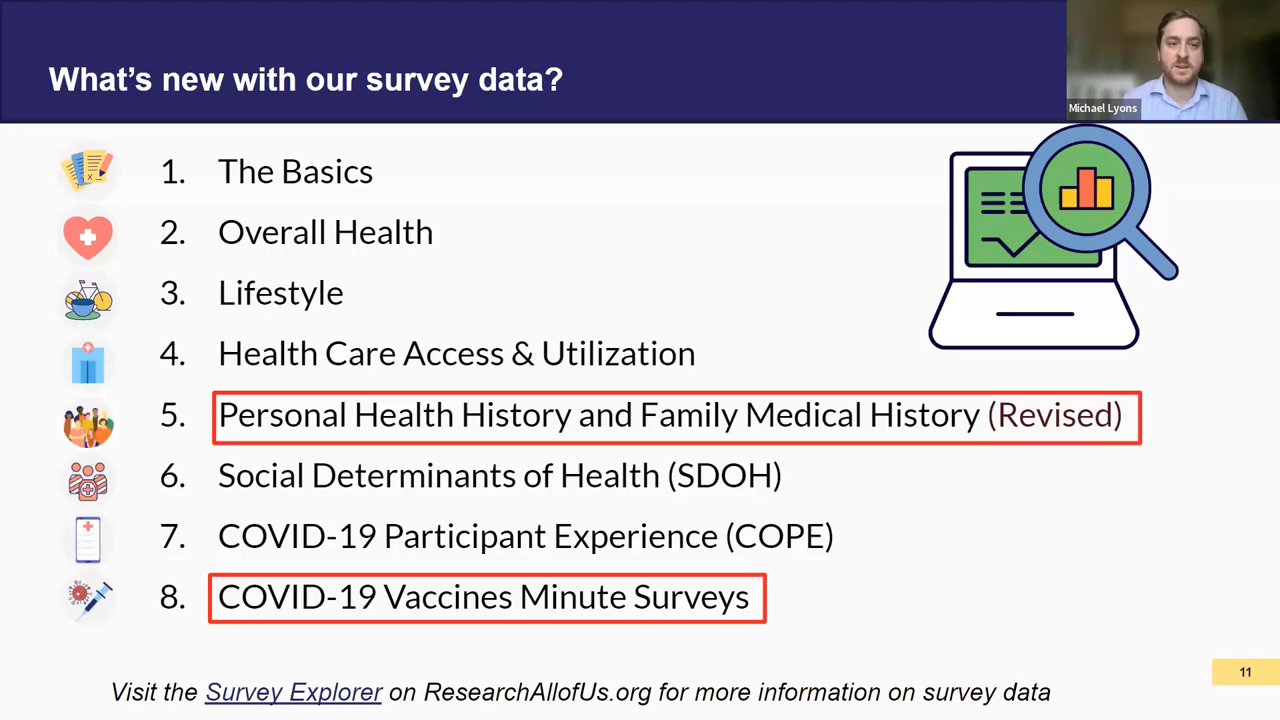 What's new with our survey data?
Michael Lyons
1. The Basics
2. Overall Health
3. Lifestyle
4. Health Care Access & Utilization
5. Personal Health History and Family Medical History (Revised)
6. Social Determinants of Health (SDOH)
7. COVID-19 Participant Experience (COPE)
8. COVID-19 Vaccines Minute Surveys
11
Visit the Survey Explorer on ResearchAllofUs.org for more information on survey data